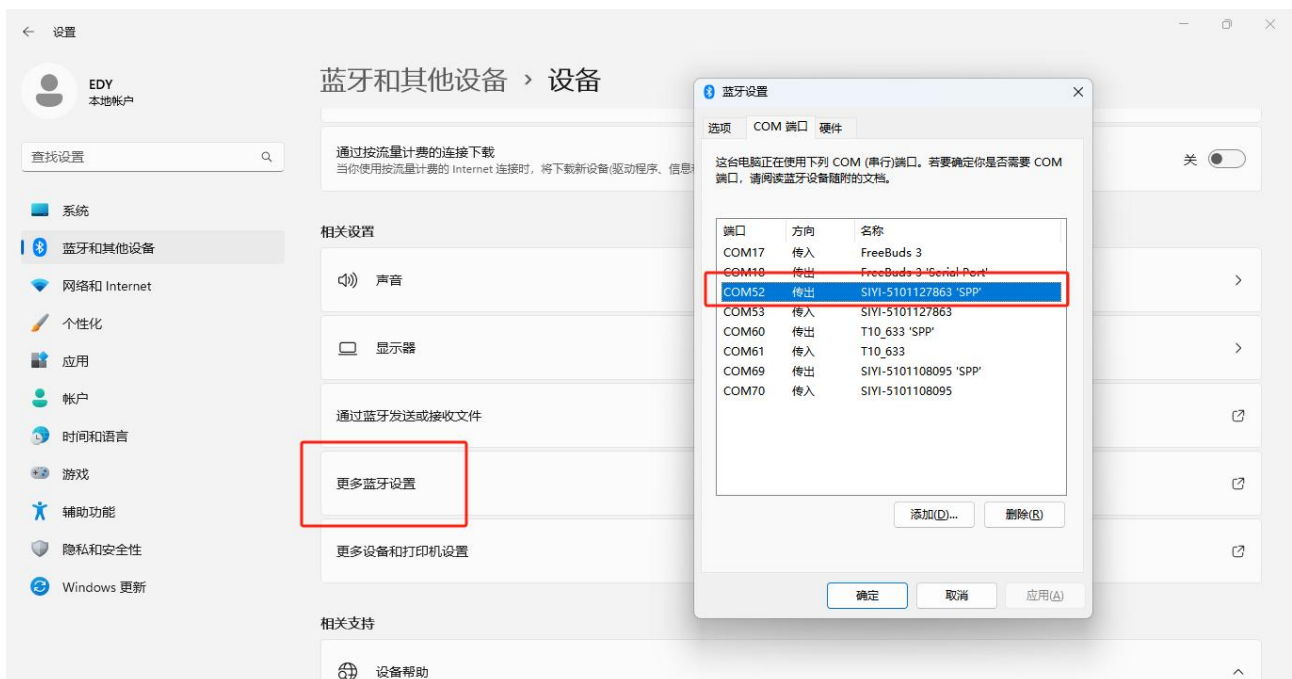 设置
EDY
本地帐户
查找设置
系统
蓝牙和其他设备
网络和 Internet
个性化
应用
帐户
时间和语言
游戏
辅助功能
隐私和安全性
Windows 更新
蓝牙和其他设备 › 设备
通过按流量计费的连接下载
当你使用按流量计费的 Internet 连接时，将下载新设备(驱动程序、信息
关
相关设置
声音
显示器
通过蓝牙发送或接收文件
更多蓝牙设置
更多设备和打印机设置
相关支持
设备帮助
蓝牙设置
选项 COM 端口 硬件
这台电脑正在使用下列 COM (串行)端口。若要确定你是否需要 COM
端口，请阅读蓝牙设备随附的文档。
端口 方向 名称
COM17 传入 FreeBuds 3
COM18 传出 FreeBuds 3 'Serial Port'
COM52 传出 SIYI-5101127863 'SPP'
COM53 传入 SIYI-5101127863
COM60 传出 T10_633 'SPP'
COM61 传入 T10_633
COM69 传出 SIYI-5101108095 'SPP'
COM70 传入 SIYI-5101108095
添加(D)... 删除(R)
确定 取消 应用(A)